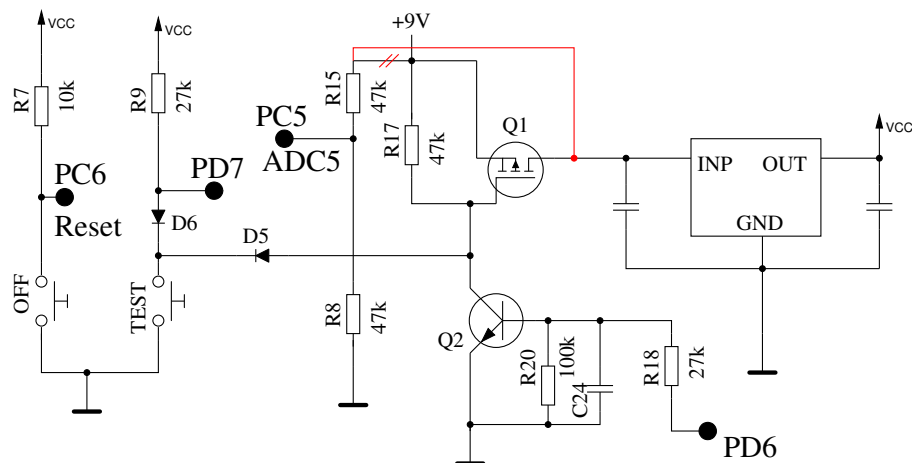 VCC
VCC
+9V
VCC
R7
10k
R9
27k
R15
47k
PC5
ADC5
R17
47k
Q1
INP
OUT
GND
PC6
Reset
PD7
D6
D5
OFF
TEST
R8
47k
Q2
R20
100k
C24
R18
27k
PD6